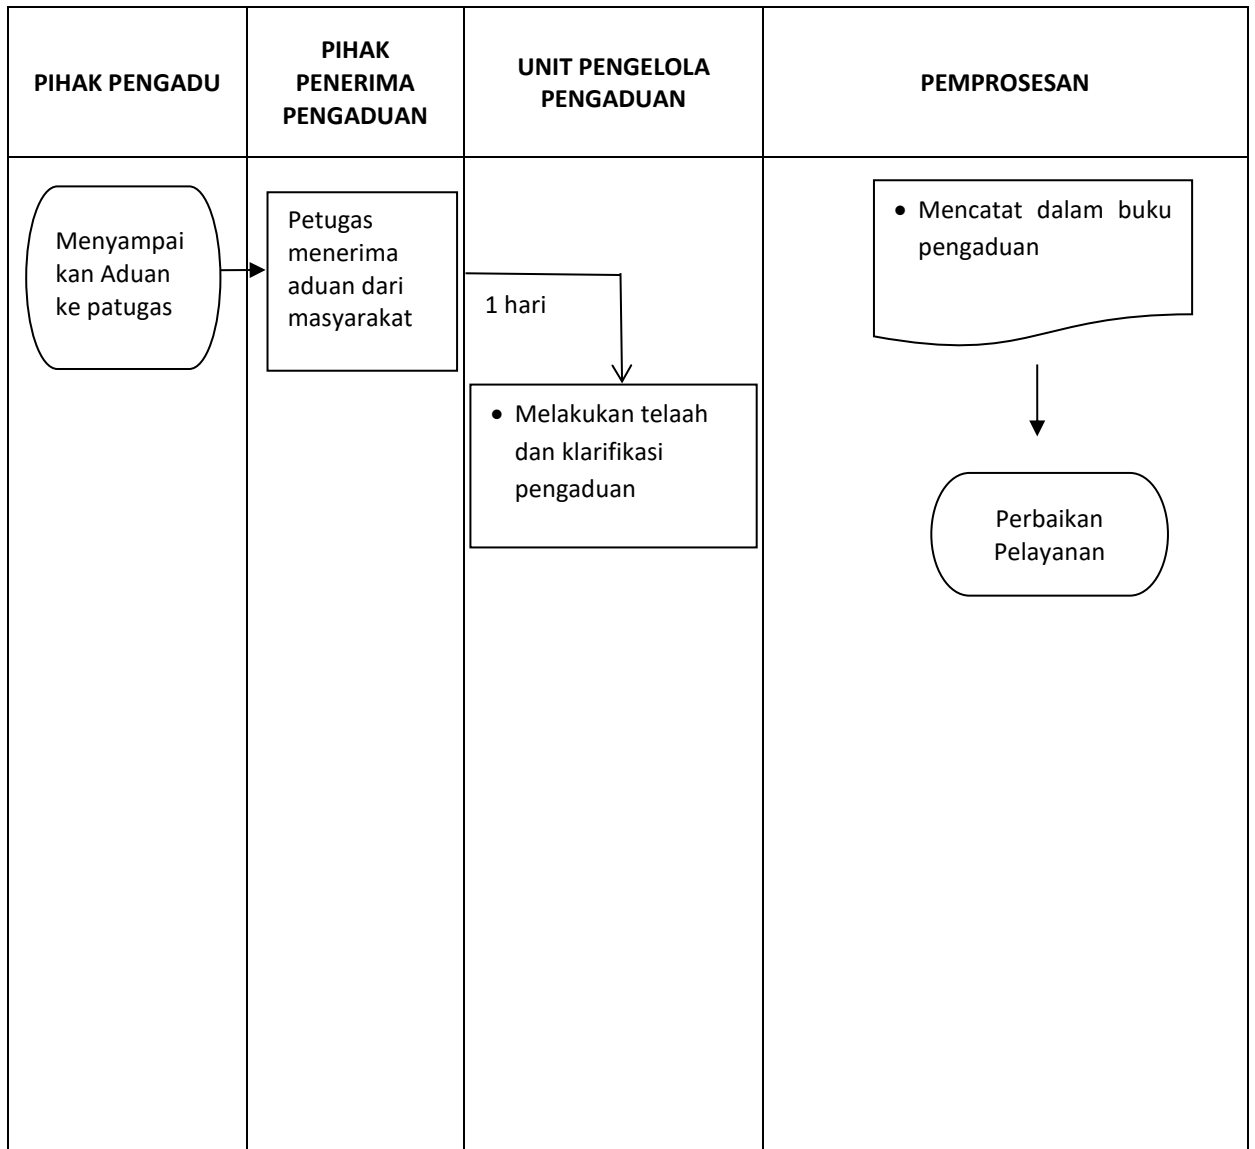 PIHAK PENGADU
PIHAK
PENERIMA
PENGADUAN
UNIT PENGELOLA
PENGADUAN
PEMPROSESAN
Menyampai
kan Aduan
ke patugas
Petugas
menerima
aduan dari
masyarakat
1 hari
• Melakukan telaah
dan klarifikasi
pengaduan
• Mencatat dalam buku
pengaduan
Perbaikan
Pelayanan